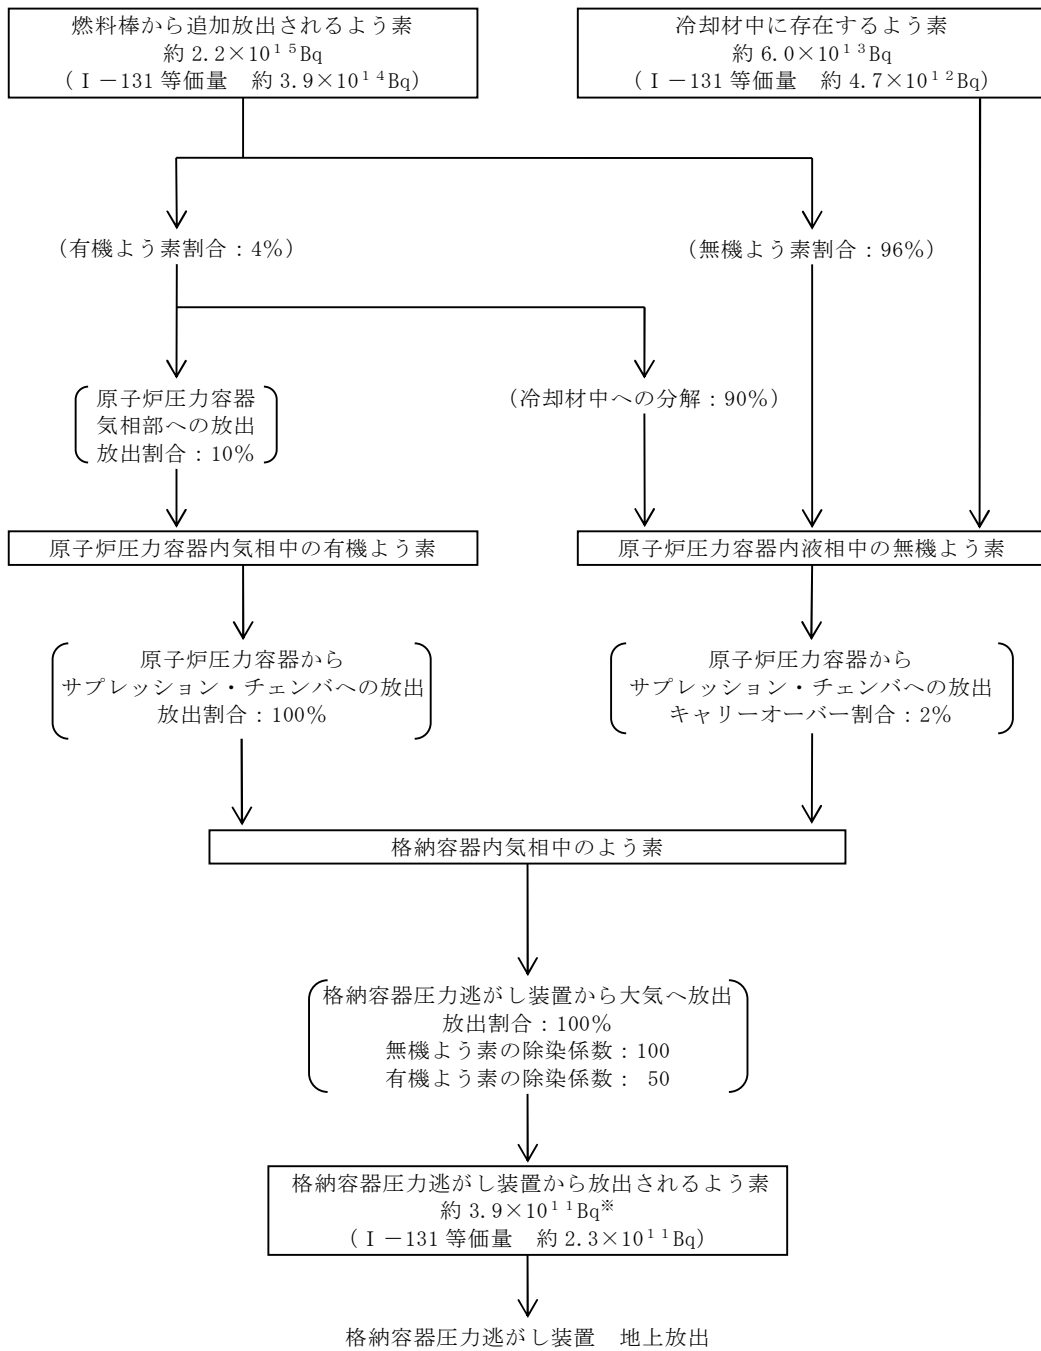 燃料棒から追加放出されるよう素
約 2.2×10¹⁵Bq
(Ⅰ－131 等価量　約 3.9×10¹⁴Bq)
冷却材中に存在するよう素
約 6.0×10¹³Bq
(Ⅰ－131 等価量　約 4.7×10¹²Bq)
(有機よう素割合：4％)
(無機よう素割合：96％)
原子炉圧力容器
気相部への放出
放出割合：10％
(冷却材中への分解：90％)
原子炉圧力容器内気相中の有機よう素
原子炉圧力容器内液相中の無機よう素
原子炉圧力容器から
サプレッション・チェンバへの放出
放出割合：100％
原子炉圧力容器から
サプレッション・チェンバへの放出
キャリーオーバー割合：2％
格納容器内気相中のよう素
格納容器圧力逃がし装置から大気へ放出
放出割合：100％
無機よう素の除染係数：100
有機よう素の除染係数：　50
格納容器圧力逃がし装置から放出されるよう素
約 3.9×10¹¹Bq※
(Ⅰ－131 等価量　約 2.3×10¹¹Bq)
格納容器圧力逃がし装置　地上放出